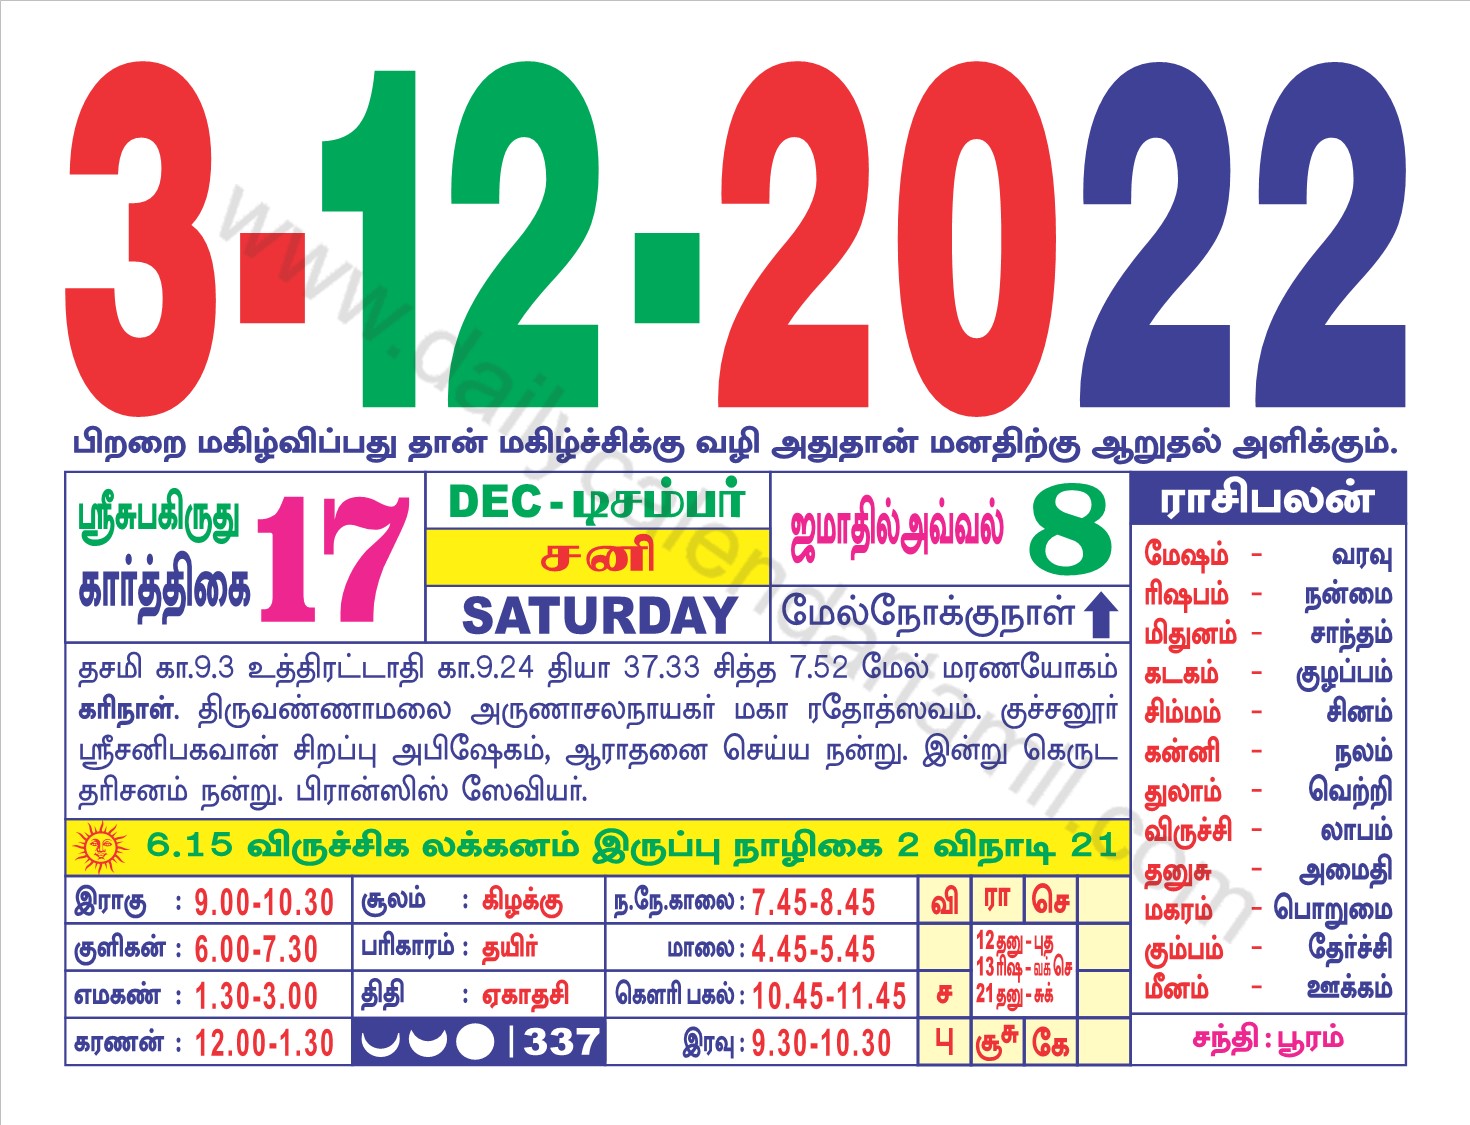 3-12-2022
பிறறை மகிழ்விப்பது தான் மகிழ்ச்சிக்கு வழி அதுதான் மனதிற்கு ஆறுதல் அளிக்கும்.
ஸ்ரீசுபகிருது
கார்த்திகை 17
DEC - டிசம்பர்
சனி
SATURDAY
ஜமாதில்அவ்வல் 8
மேல்நோக்குநாள்
தசமி கா.9.3 உத்திரட்டாதி கா.9.24 தியா 37.33 சித்த 7.52 மேல் மரணயோகம்
கரிநாள். திருவண்ணாமலை அருணாசலநாயகர் மகா ரதோத்ஸவம். குச்சனூர்
ஸ்ரீசனிபகவான் சிறப்பு அபிஷேகம், ஆராதனை செய்ய நன்று. இன்று கெருட
தரிசனம் நன்று. பிரான்ஸிஸ் ஸேவியர்.
6.15 விருச்சிக லக்கனம் இருப்பு நாழிகை 2 விநாடி 21
இராகு : 9.00-10.30
குளிகன் : 6.00-7.30
எமகண் : 1.30-3.00
கரணன் : 12.00-1.30
சூலம் : கிழக்கு
பரிகாரம் : தயிர்
திதி : ஏகாதசி
337
ந.நே.காலை : 7.45-8.45
மாலை : 4.45-5.45
கௌரி பகல் : 10.45-11.45
இரவு : 9.30-10.30
வி ரா செ
12 தனு - புத
13 ரிஷ - வக் செ
ச 21 தனு - சுக்
பு சூசு கே
ராசிபலன்
மேஷம் - வரவு
ரிஷபம் - நன்மை
மிதுனம் - சாந்தம்
கடகம் - குழப்பம்
சிம்மம் - சினம்
கன்னி - நலம்
துலாம் - வெற்றி
விருச்சி - லாபம்
தனுசு - அமைதி
மகரம் - பொறுமை
கும்பம் - தேர்ச்சி
மீனம் - ஊக்கம்
சந்தி : பூரம்
www.dailycalendartamil.com